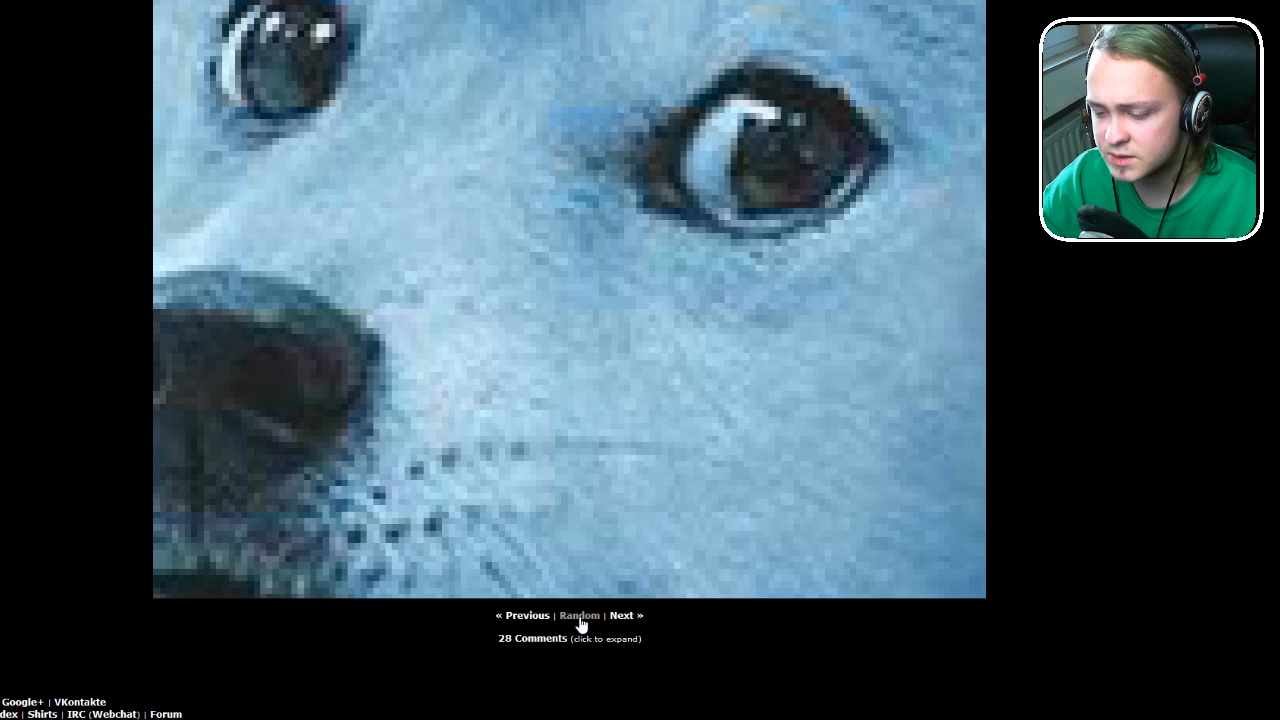 « Previous | Random | Next »
28 Comments (click to expand)
Google+ | VKontakte
dex | Shirts | IRC (Webchat) | Forum